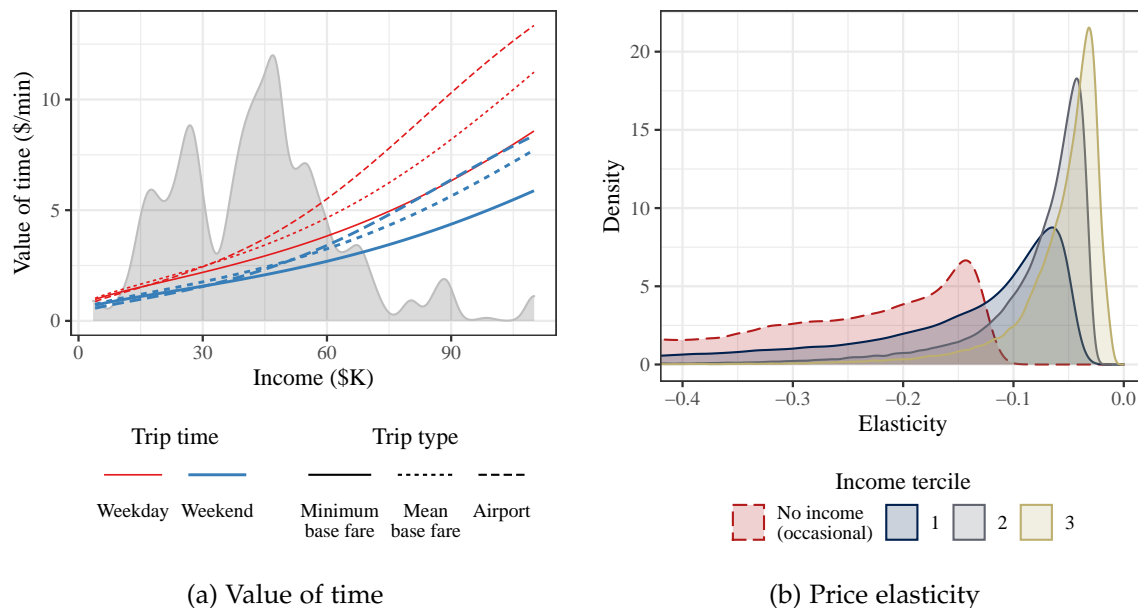 Value of time ($/min)
10
5
0
0 30 60 90
Income ($K)
Trip time
Weekday
Weekend
Trip type
Minimum
base fare
Mean
base fare
Airport
(a) Value of time
Density
20
15
10
5
0
−0.4 −0.3 −0.2 −0.1 0.0
Elasticity
Income tercile
No income
(occasional)
1
2
3
(b) Price elasticity